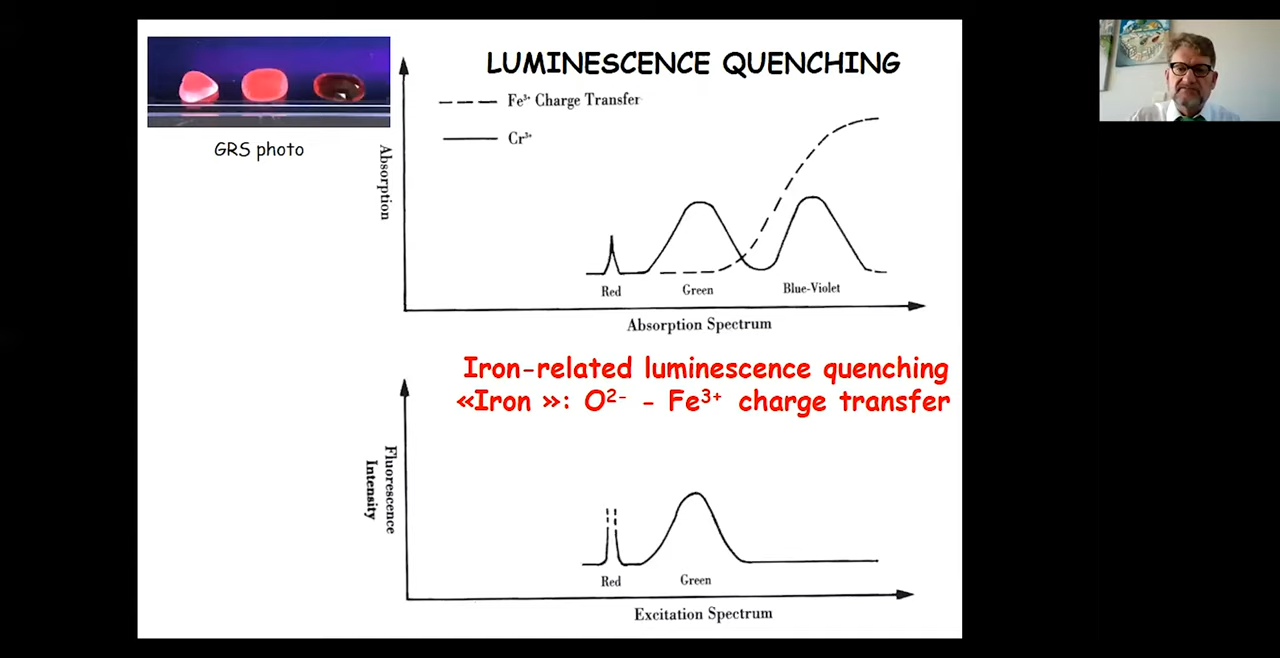 LUMINESCENCE QUENCHING
Fe³⁺ Charge Transfer
Cr³⁺
GRS photo
Absorption
Red
Green
Blue-Violet
Absorption Spectrum
Iron-related luminescence quenching
«Iron »: O²⁻ - Fe³⁺ charge transfer
Fluorescence
Intensity
Red
Green
Excitation Spectrum